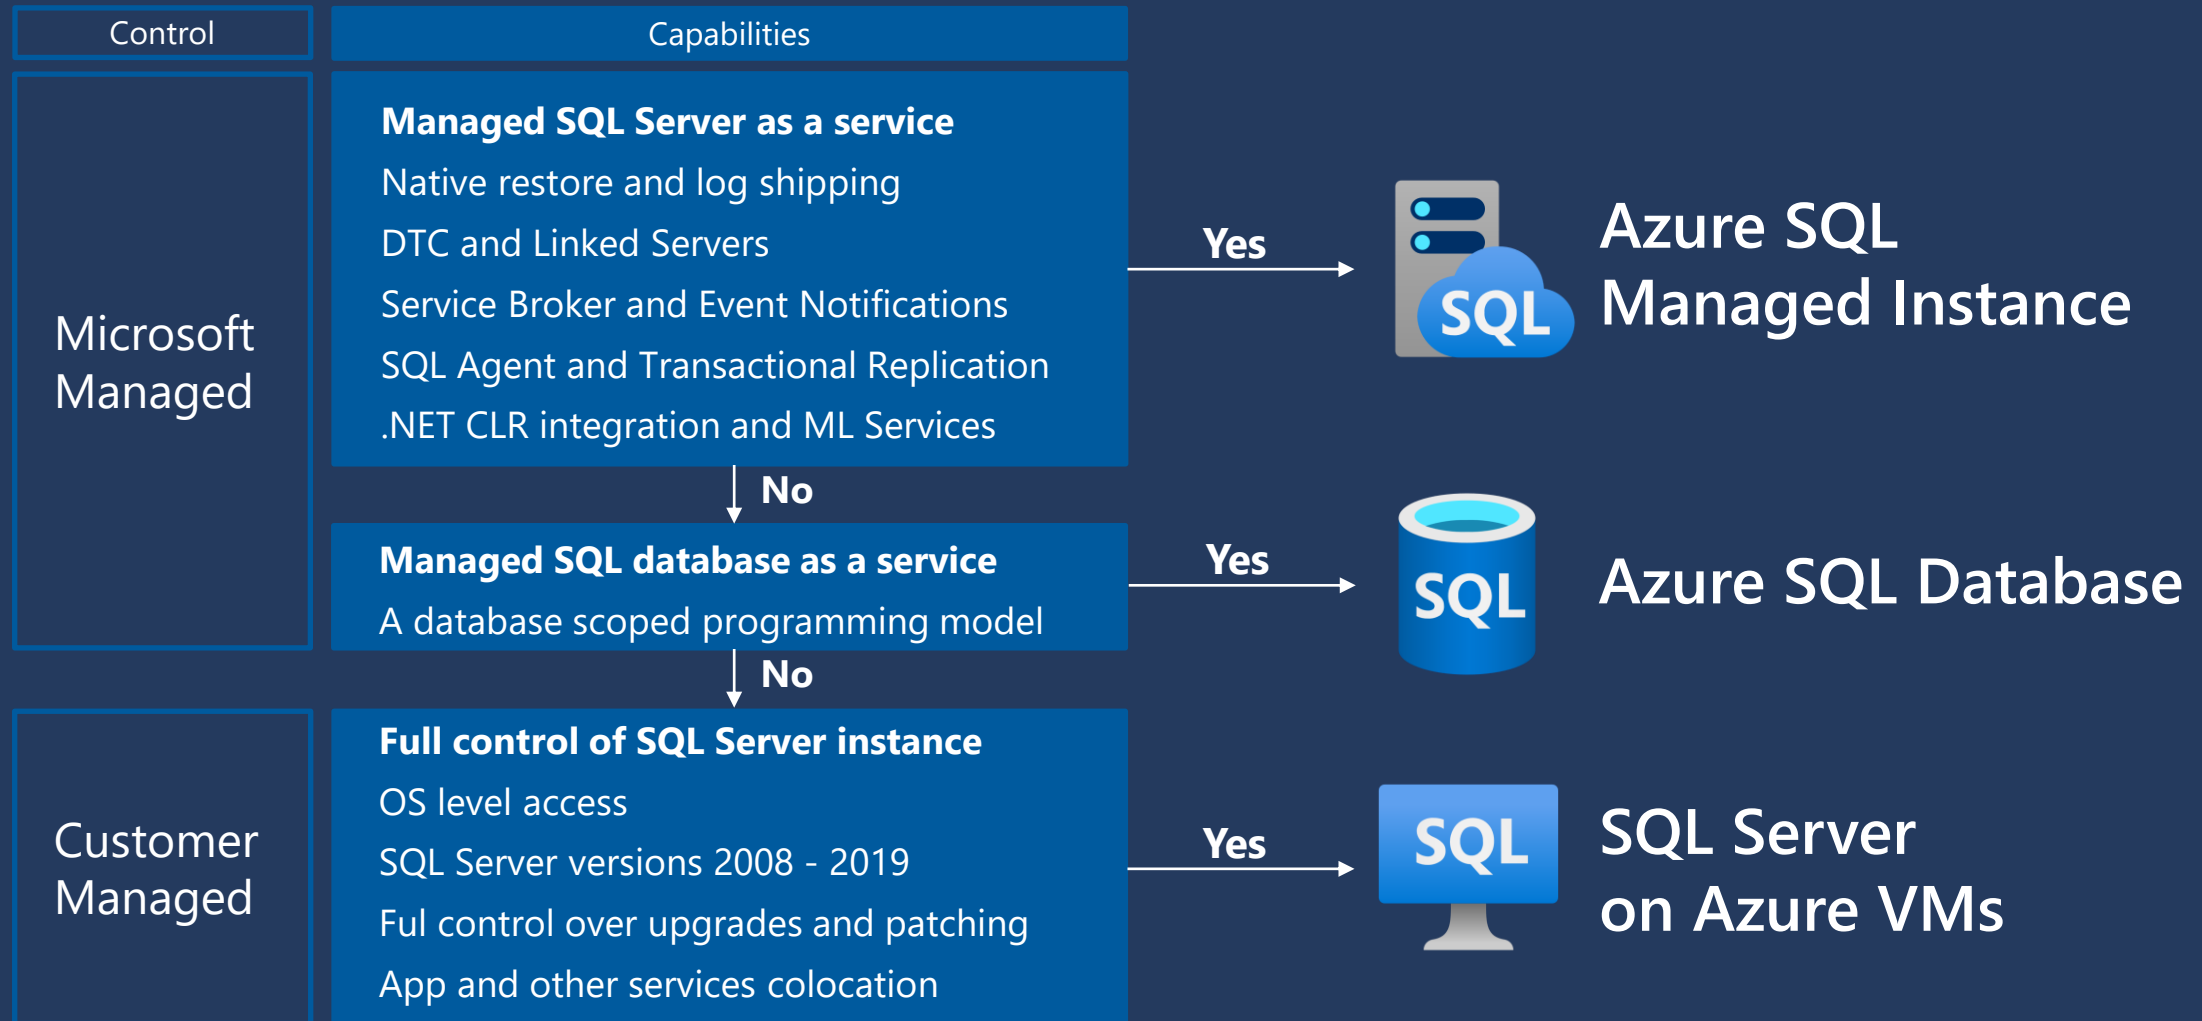 Control
Capabilities
Microsoft
Managed
Managed SQL Server as a service
Native restore and log shipping
DTC and Linked Servers
Service Broker and Event Notifications
SQL Agent and Transactional Replication
.NET CLR integration and ML Services
Yes
SQL
Azure SQL
Managed Instance
No
Managed SQL database as a service
A database scoped programming model
Yes
SQL
Azure SQL Database
No
Customer
Managed
Full control of SQL Server instance
OS level access
SQL Server versions 2008 - 2019
Ful control over upgrades and patching
App and other services colocation
Yes
SQL
SQL Server
on Azure VMs